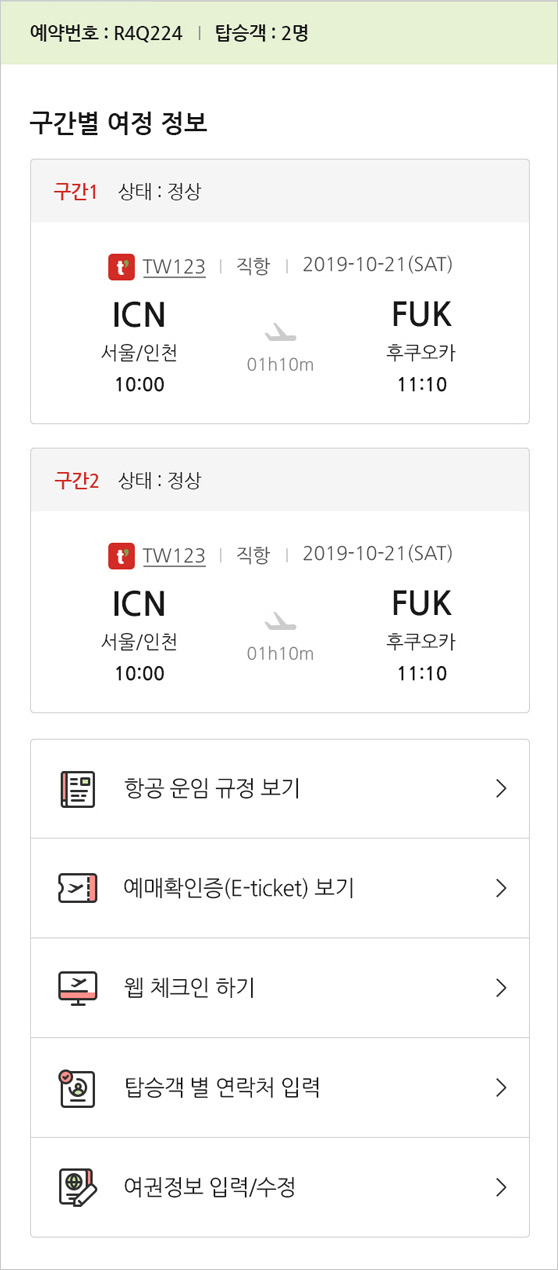 예약번호 : R4Q224 | 탑승객 : 2명
구간별 여정 정보
구간1 상태 : 정상
t' TW123 | 직항 | 2019-10-21(SAT)
ICN FUK
서울/인천 01h10m 후쿠오카
10:00 11:10
구간2 상태 : 정상
t' TW123 | 직항 | 2019-10-21(SAT)
ICN FUK
서울/인천 01h10m 후쿠오카
10:00 11:10
항공 운임 규정 보기
예매확인증(E-ticket) 보기
웹 체크인 하기
탑승객 별 연락처 입력
여권정보 입력/수정